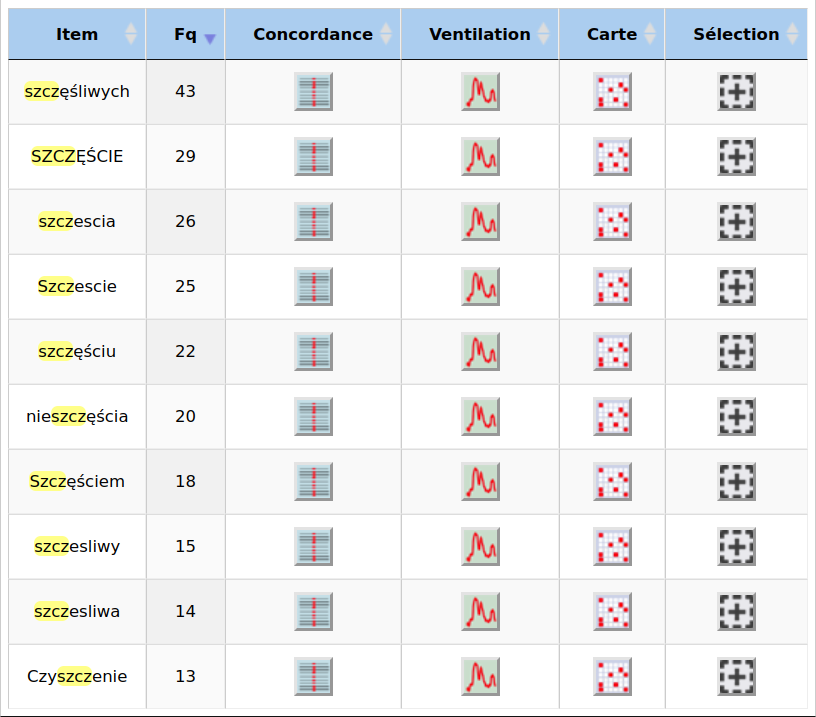 Item Fq Concordance Ventilation Carte Sélection
szczęśliwych 43
SZCZĘŚCIE 29
szczescia 26
Szczescie 25
szczęściu 22
nieszczęścia 20
Szczęściem 18
szczesliwy 15
szczesliwa 14
Czyszczenie 13